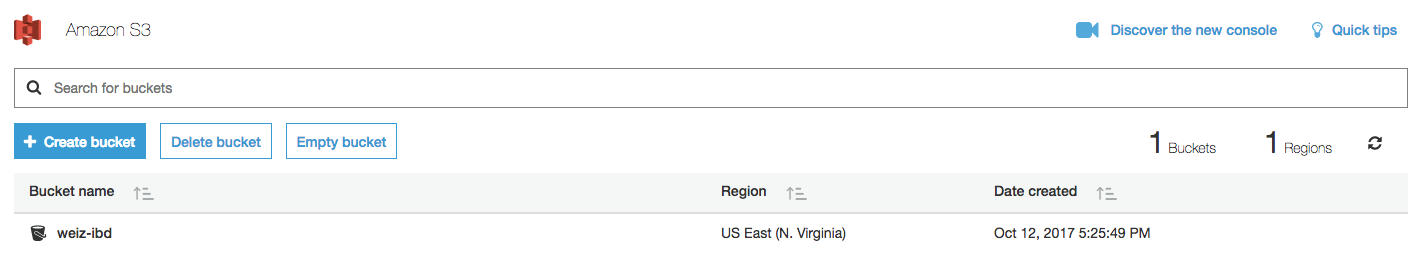 Amazon S3 Discover the new console Quick tips
Search for buckets
Create bucket Delete bucket Empty bucket 1 Buckets 1 Regions
Bucket name Region Date created
weiz-ibd US East (N. Virginia) Oct 12, 2017 5:25:49 PM